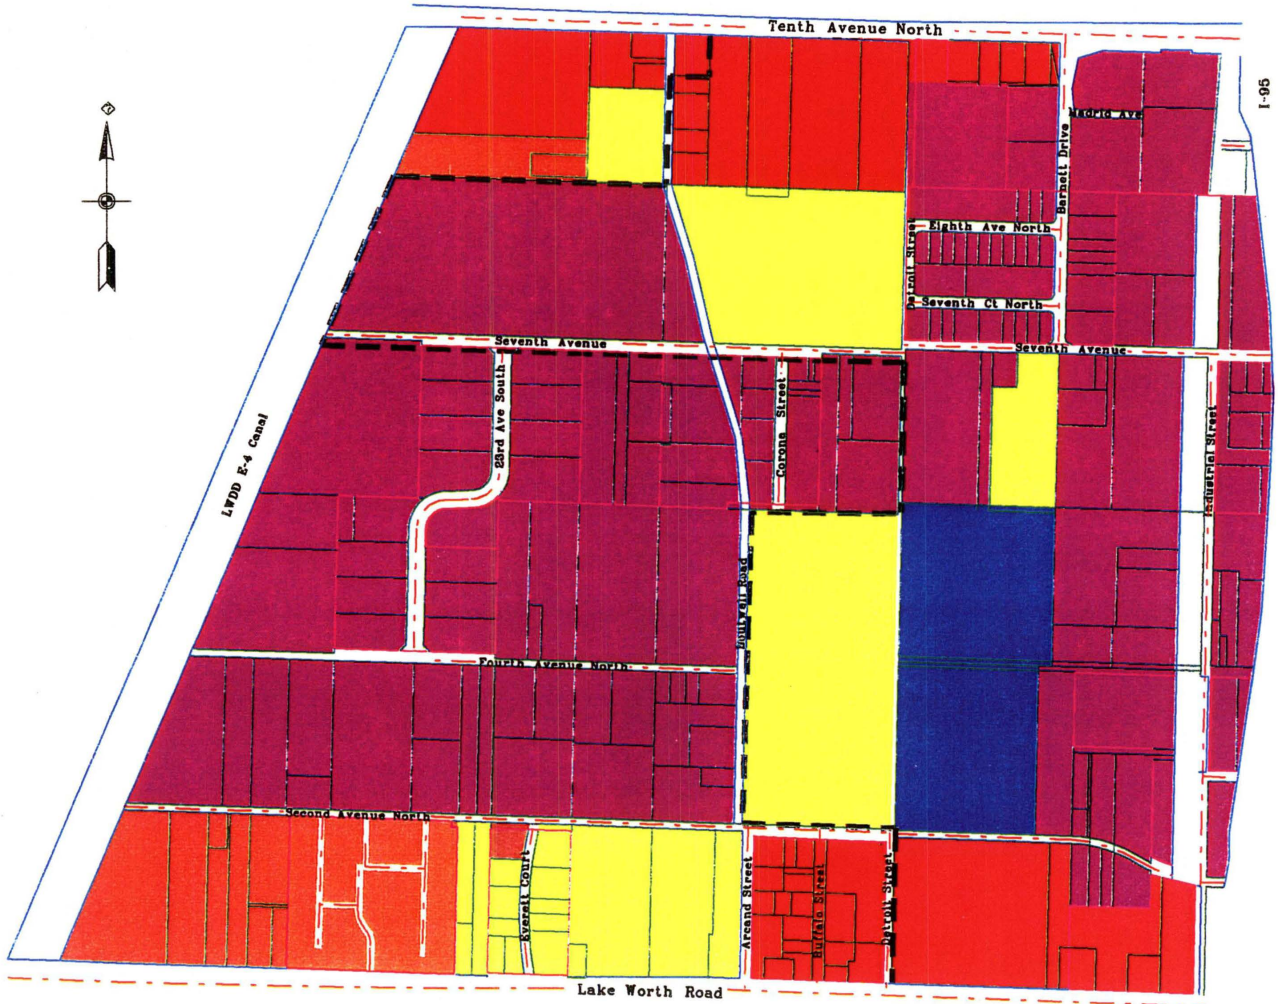 Tenth Avenue North
I-95
Madrid Ave
Barnett Drive
Eighth Ave North
Detroit Street
Seventh Ct North
Seventh Avenue
Seventh Avenue
23rd Ave South
Corona Street
Industrial Street
LWDD E-4 Canal
Boutwell Road
Fourth Avenue North
Second Avenue North
Everett Court
Arcand Street
Buffalo Street
Detroit Street
Lake Worth Road